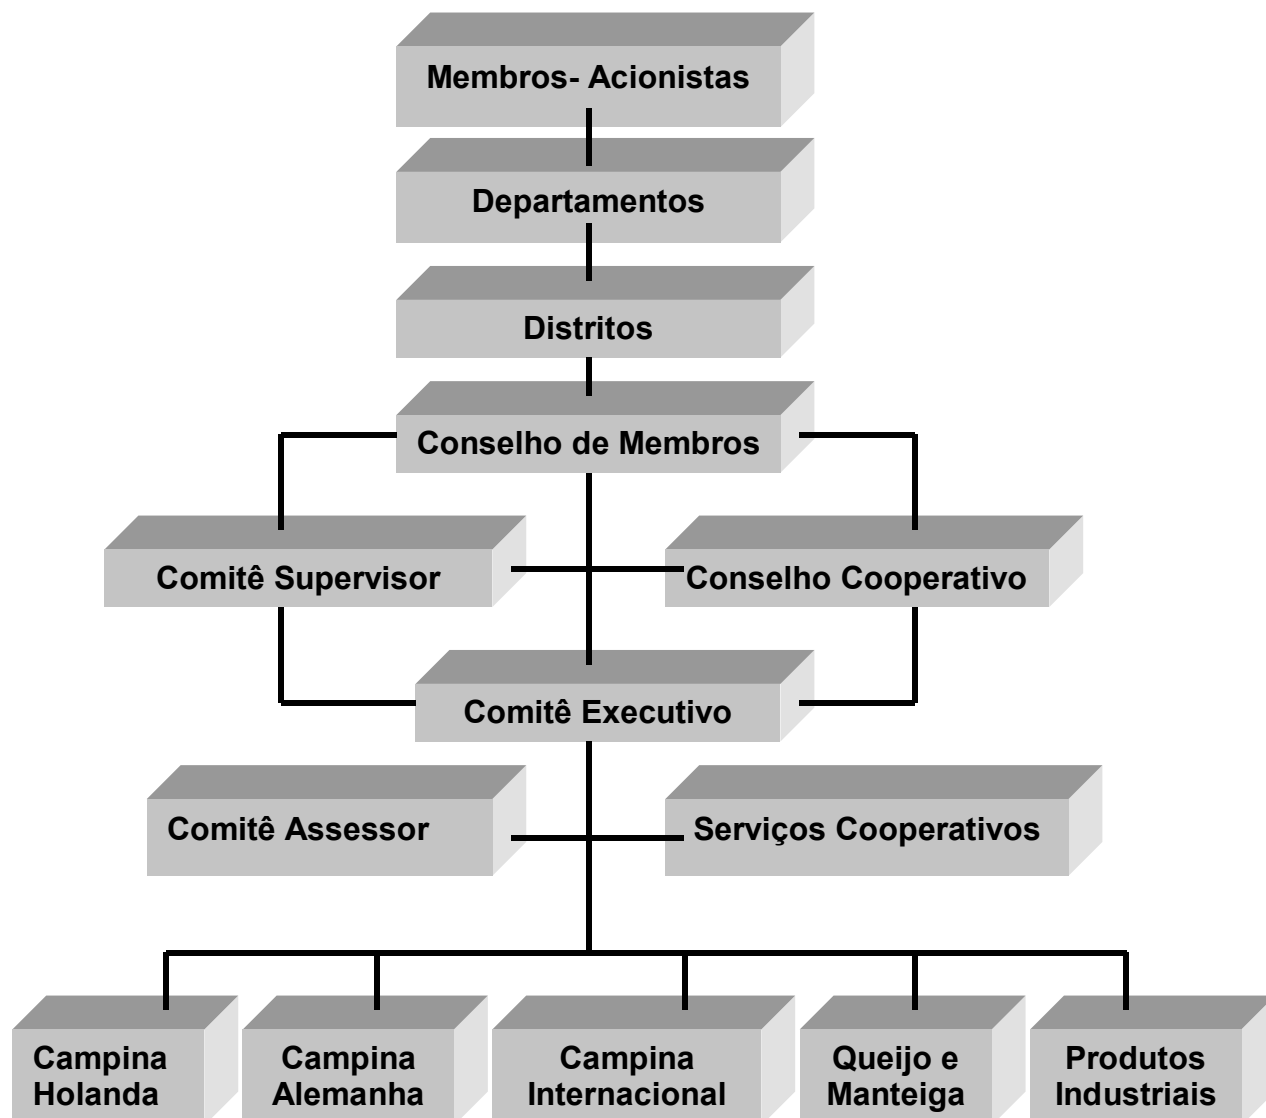 Membros- Acionistas
Departamentos
Distritos
Conselho de Membros
Comitê Supervisor
Conselho Cooperativo
Comitê Executivo
Comitê Assessor
Serviços Cooperativos
Campina
Holanda
Campina
Alemanha
Campina
Internacional
Queijo e
Manteiga
Produtos
Industriais